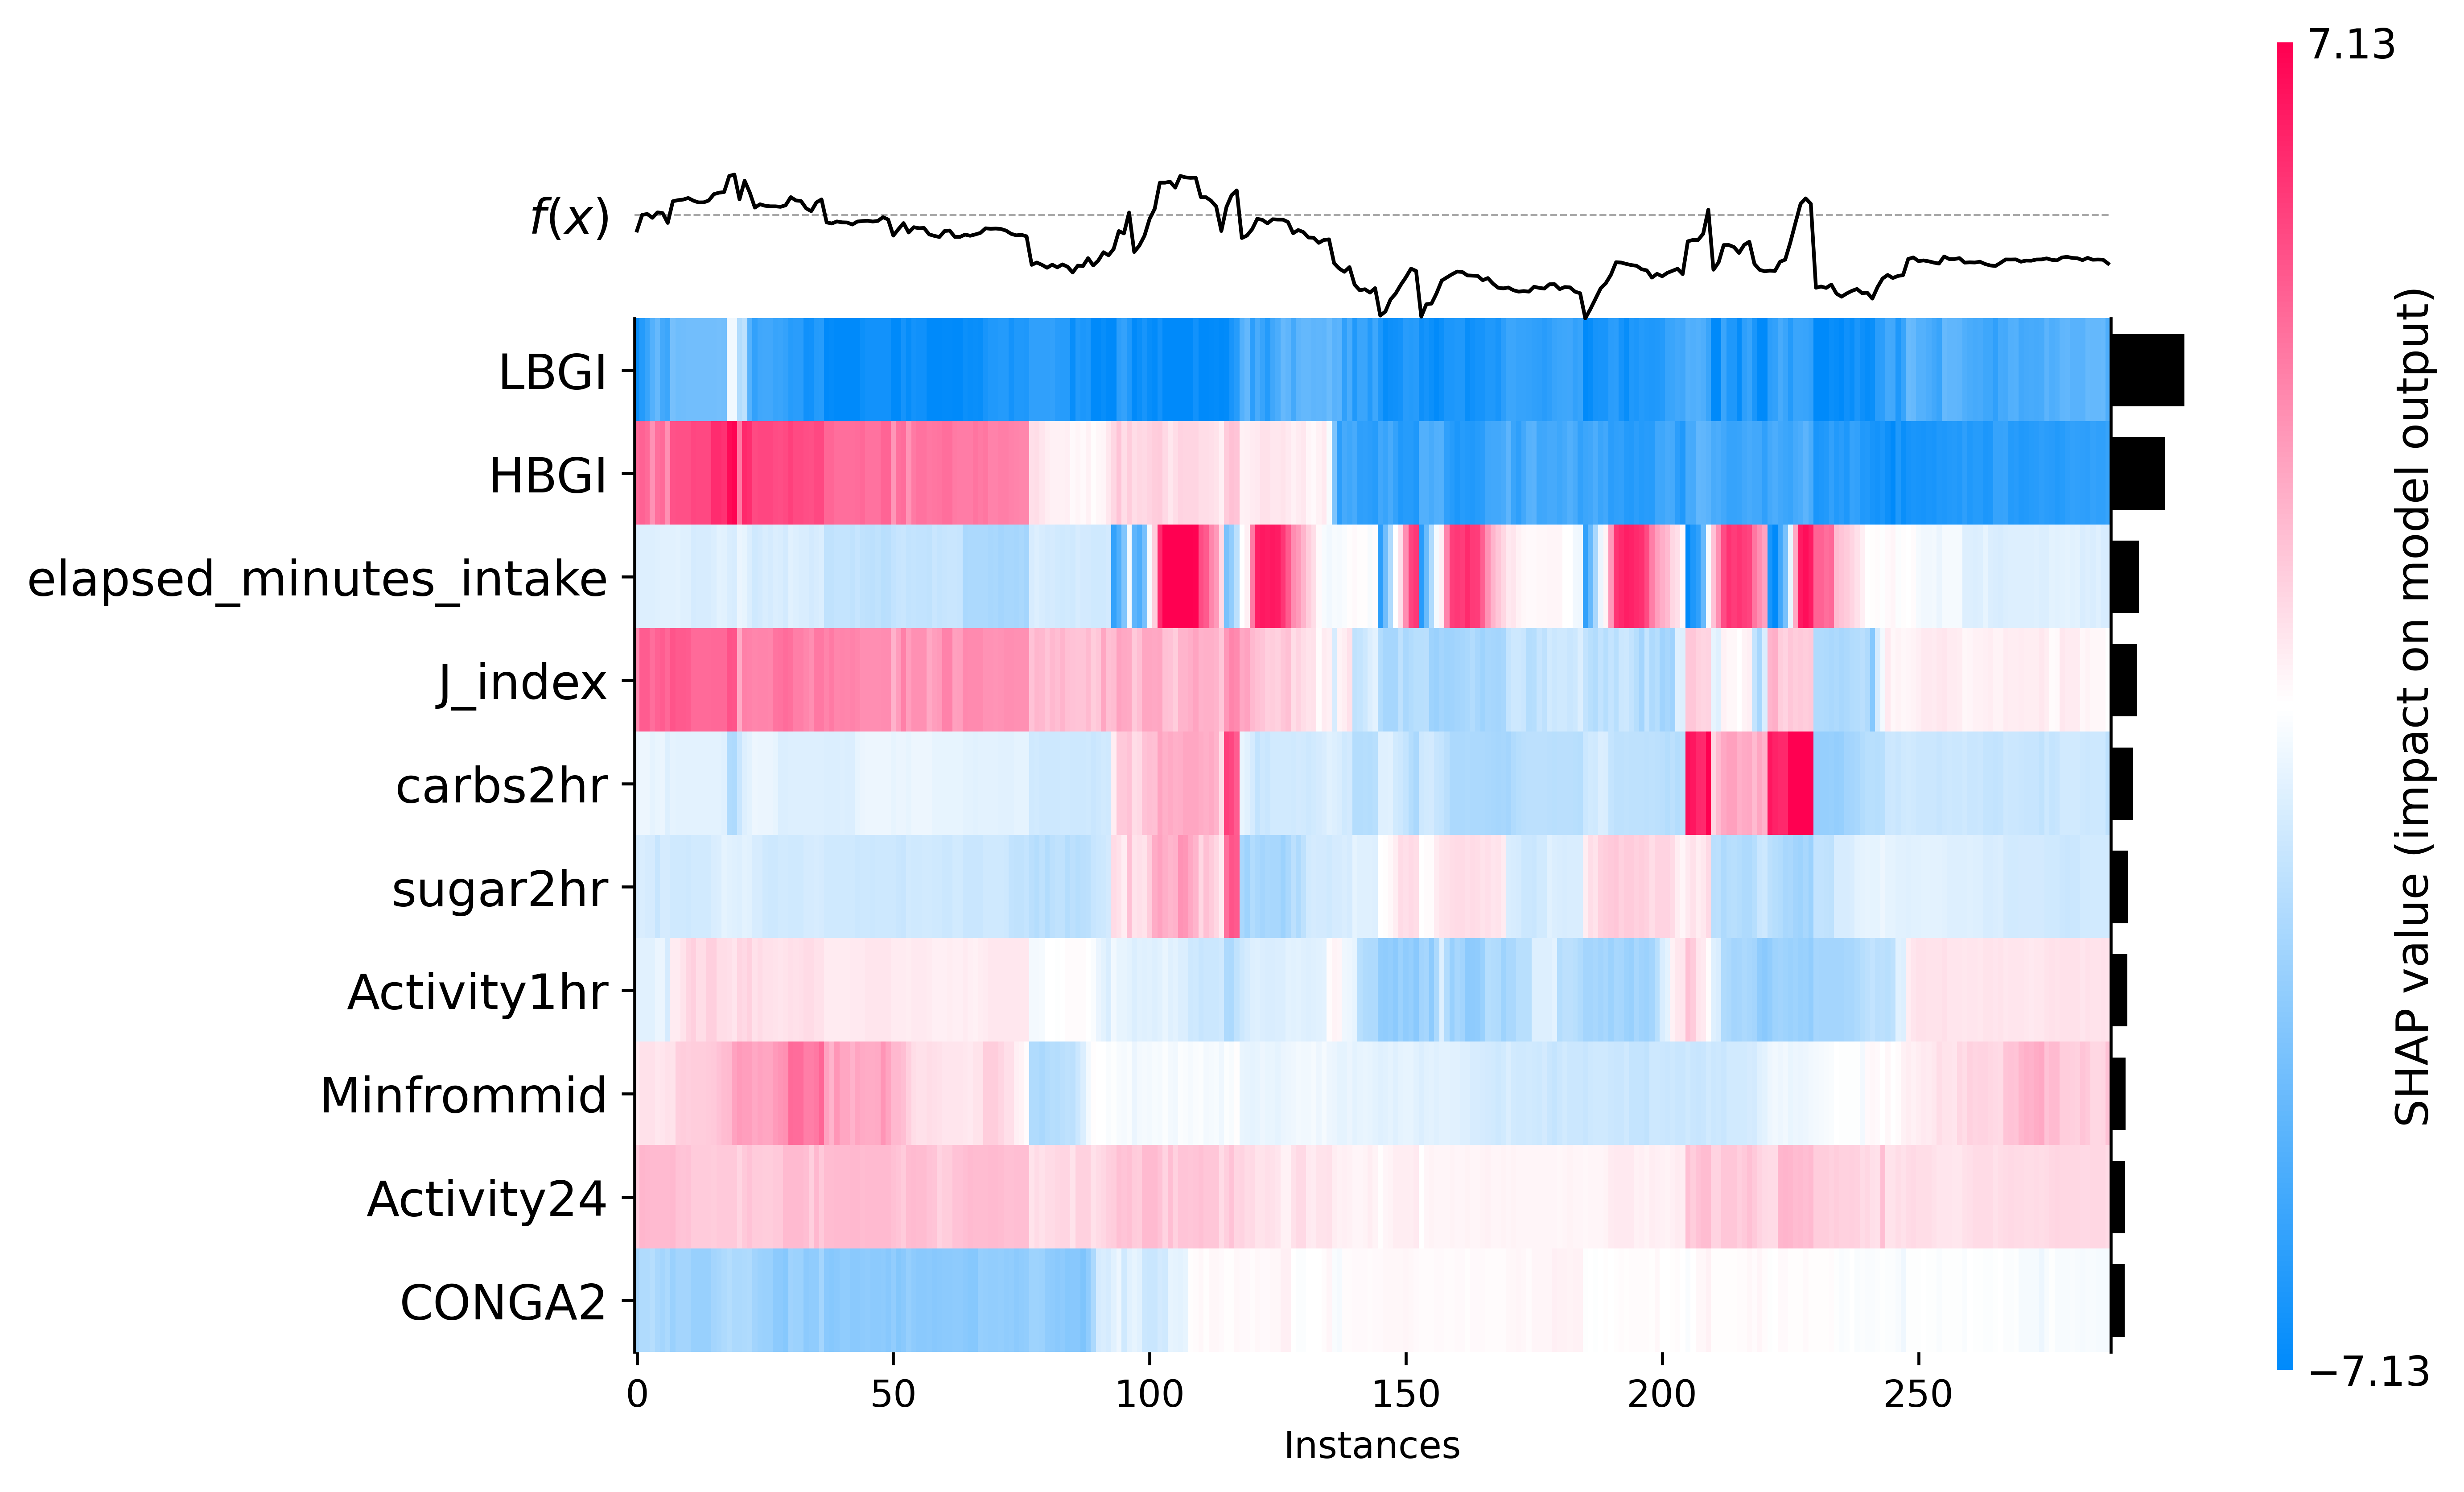 7.13
f(x)
LBGI
HBGI
elapsed_minutes_intake
J_index
carbs2hr
sugar2hr
Activity1hr
Minfrommid
Activity24
CONGA2
0 50 100 150 200 250
Instances
SHAP value (impact on model output)
−7.13